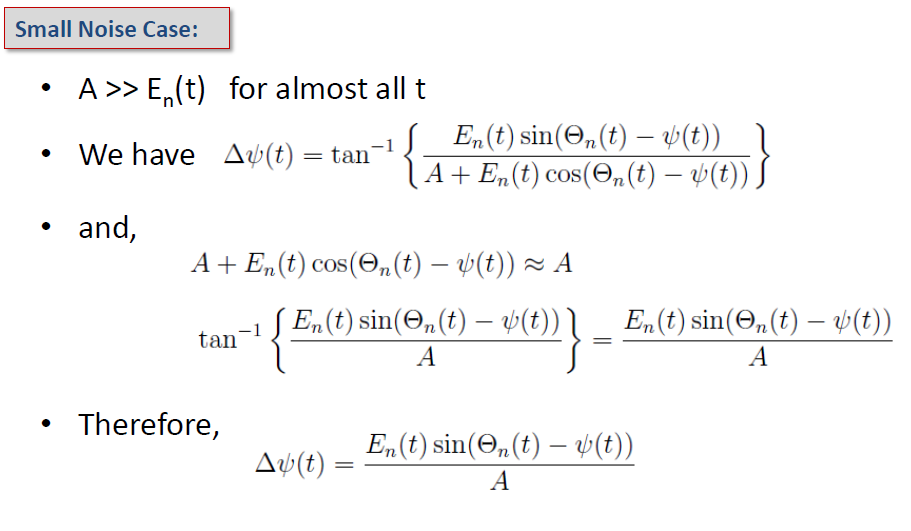 Small Noise Case:
• A >> Eₙ(t) for almost all t
• We have Δψ(t) = tan⁻¹ { Eₙ(t) sin(Θₙ(t) − ψ(t)) / A + Eₙ(t) cos(Θₙ(t) − ψ(t)) }
• and,
A + Eₙ(t) cos(Θₙ(t) − ψ(t)) ≈ A
tan⁻¹ { Eₙ(t) sin(Θₙ(t) − ψ(t)) / A } = Eₙ(t) sin(Θₙ(t) − ψ(t)) / A
• Therefore,
Δψ(t) = Eₙ(t) sin(Θₙ(t) − ψ(t)) / A